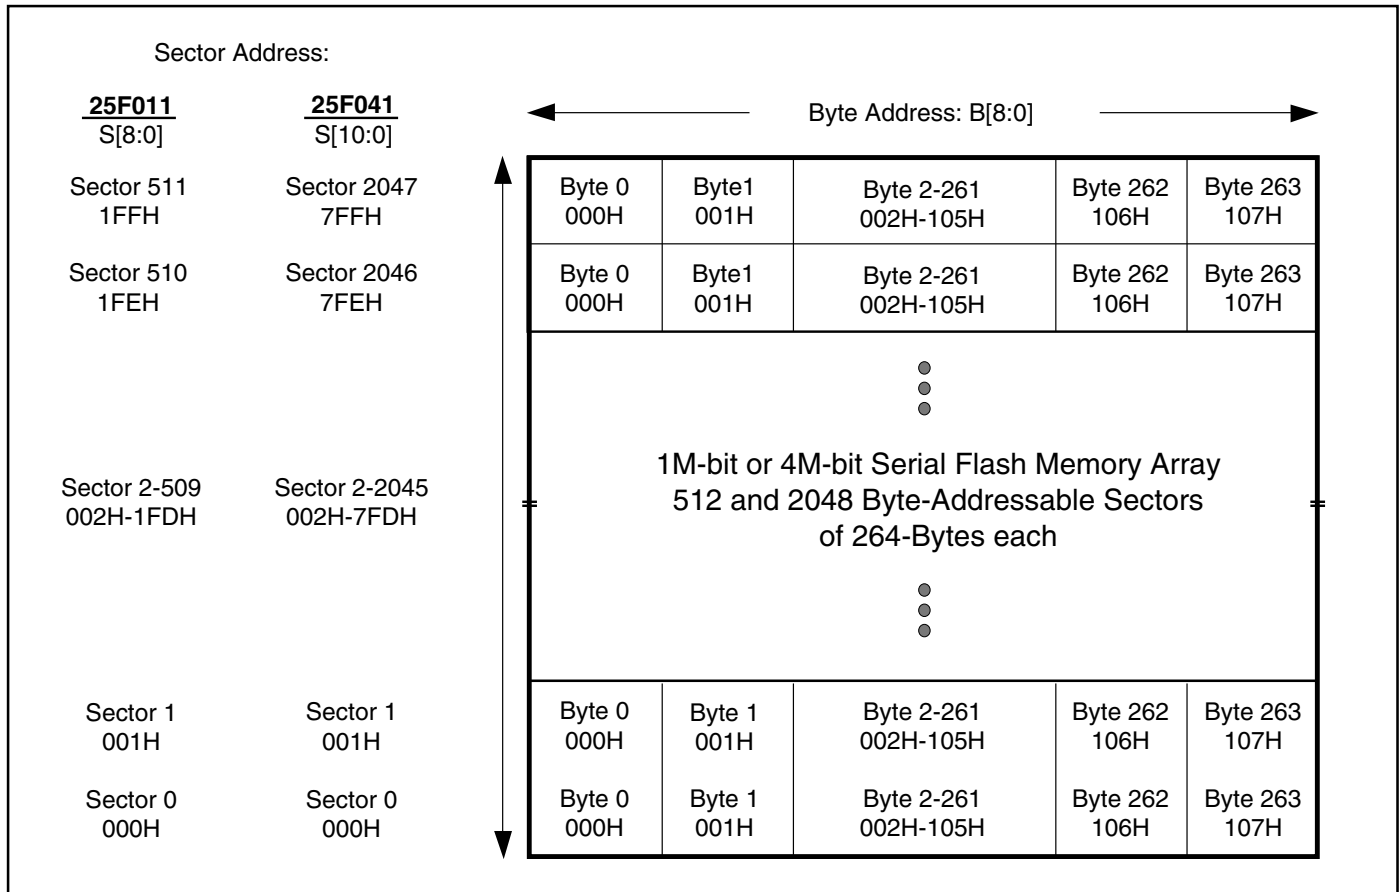 Sector Address:
25F011 25F041
S[8:0] S[10:0]
Byte Address: B[8:0]
Sector 511 Sector 2047 Byte 0 Byte1 Byte 2-261 Byte 262 Byte 263
1FFH 7FFH 000H 001H 002H-105H 106H 107H
Sector 510 Sector 2046 Byte 0 Byte1 Byte 2-261 Byte 262 Byte 263
1FEH 7FEH 000H 001H 002H-105H 106H 107H
1M-bit or 4M-bit Serial Flash Memory Array
Sector 2-509 Sector 2-2045 512 and 2048 Byte-Addressable Sectors
002H-1FDH 002H-7FDH of 264-Bytes each
Sector 1 Sector 1 Byte 0 Byte 1 Byte 2-261 Byte 262 Byte 263
001H 001H 000H 001H 002H-105H 106H 107H
Sector 0 Sector 0 Byte 0 Byte 1 Byte 2-261 Byte 262 Byte 263
000H 000H 000H 001H 002H-105H 106H 107H